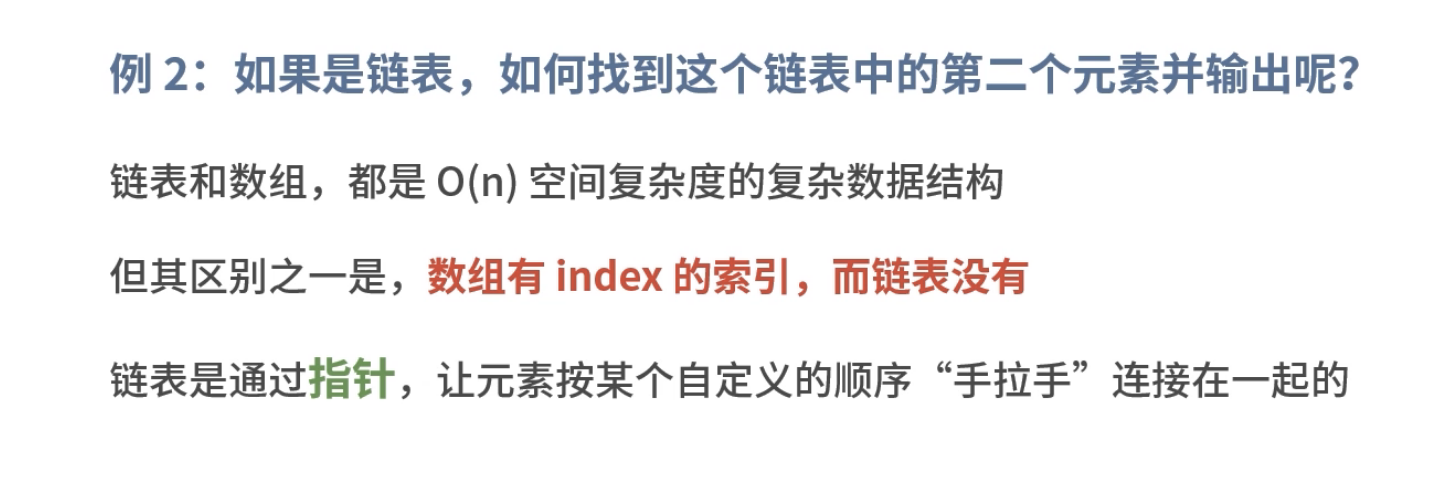 例 2：如果是链表，如何找到这个链表中的第二个元素并输出呢？
链表和数组，都是 O(n) 空间复杂度的复杂数据结构
但其区别之一是，数组有 index 的索引，而链表没有
链表是通过指针，让元素按某个自定义的顺序“手拉手”连接在一起的